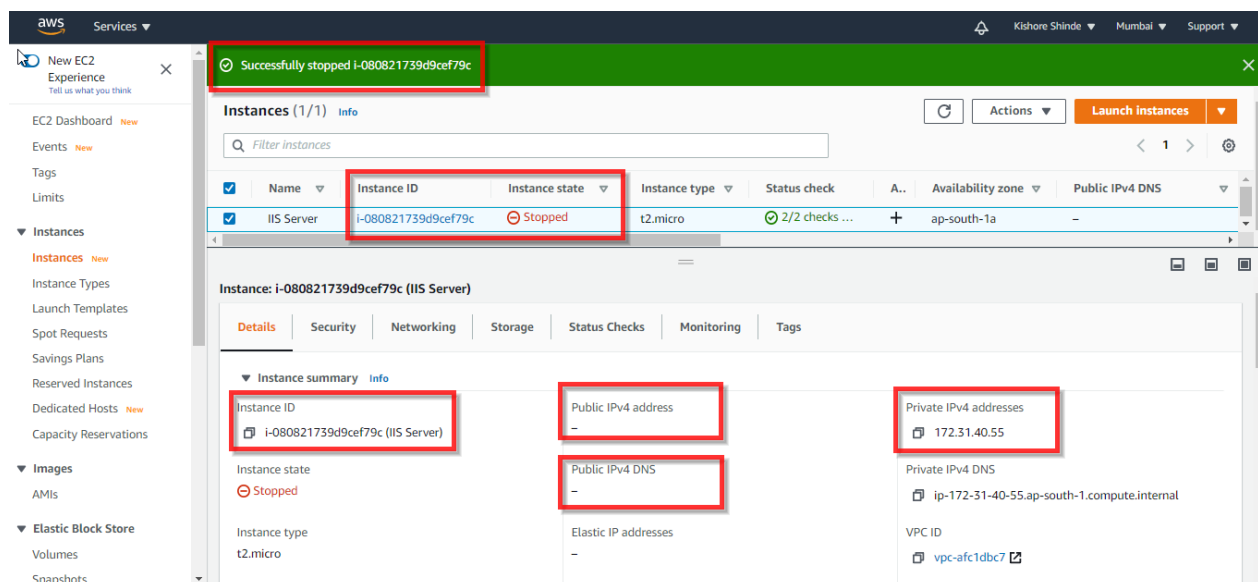 aws Services Kishore Shinde Mumbai Support
New EC2
Experience
Tell us what you think
EC2 Dashboard New
Events New
Tags
Limits
Instances
Instances New
Instance Types
Launch Templates
Spot Requests
Savings Plans
Reserved Instances
Dedicated Hosts New
Capacity Reservations
Images
AMIs
Elastic Block Store
Volumes
Snapshots
Successfully stopped i-080821739d9cef79c
Instances (1/1) Info Actions Launch instances
Filter instances 1
Name Instance ID Instance state Instance type Status check A.. Availability zone Public IPv4 DNS
IIS Server i-080821739d9cef79c Stopped t2.micro 2/2 checks ... + ap-south-1a –
Instance: i-080821739d9cef79c (IIS Server)
Details Security Networking Storage Status Checks Monitoring Tags
Instance summary Info
Instance ID Public IPv4 address Private IPv4 addresses
i-080821739d9cef79c (IIS Server) – 172.31.40.55
Instance state Public IPv4 DNS Private IPv4 DNS
Stopped – ip-172-31-40-55.ap-south-1.compute.internal
Instance type Elastic IP addresses VPC ID
t2.micro – vpc-afc1dbc7